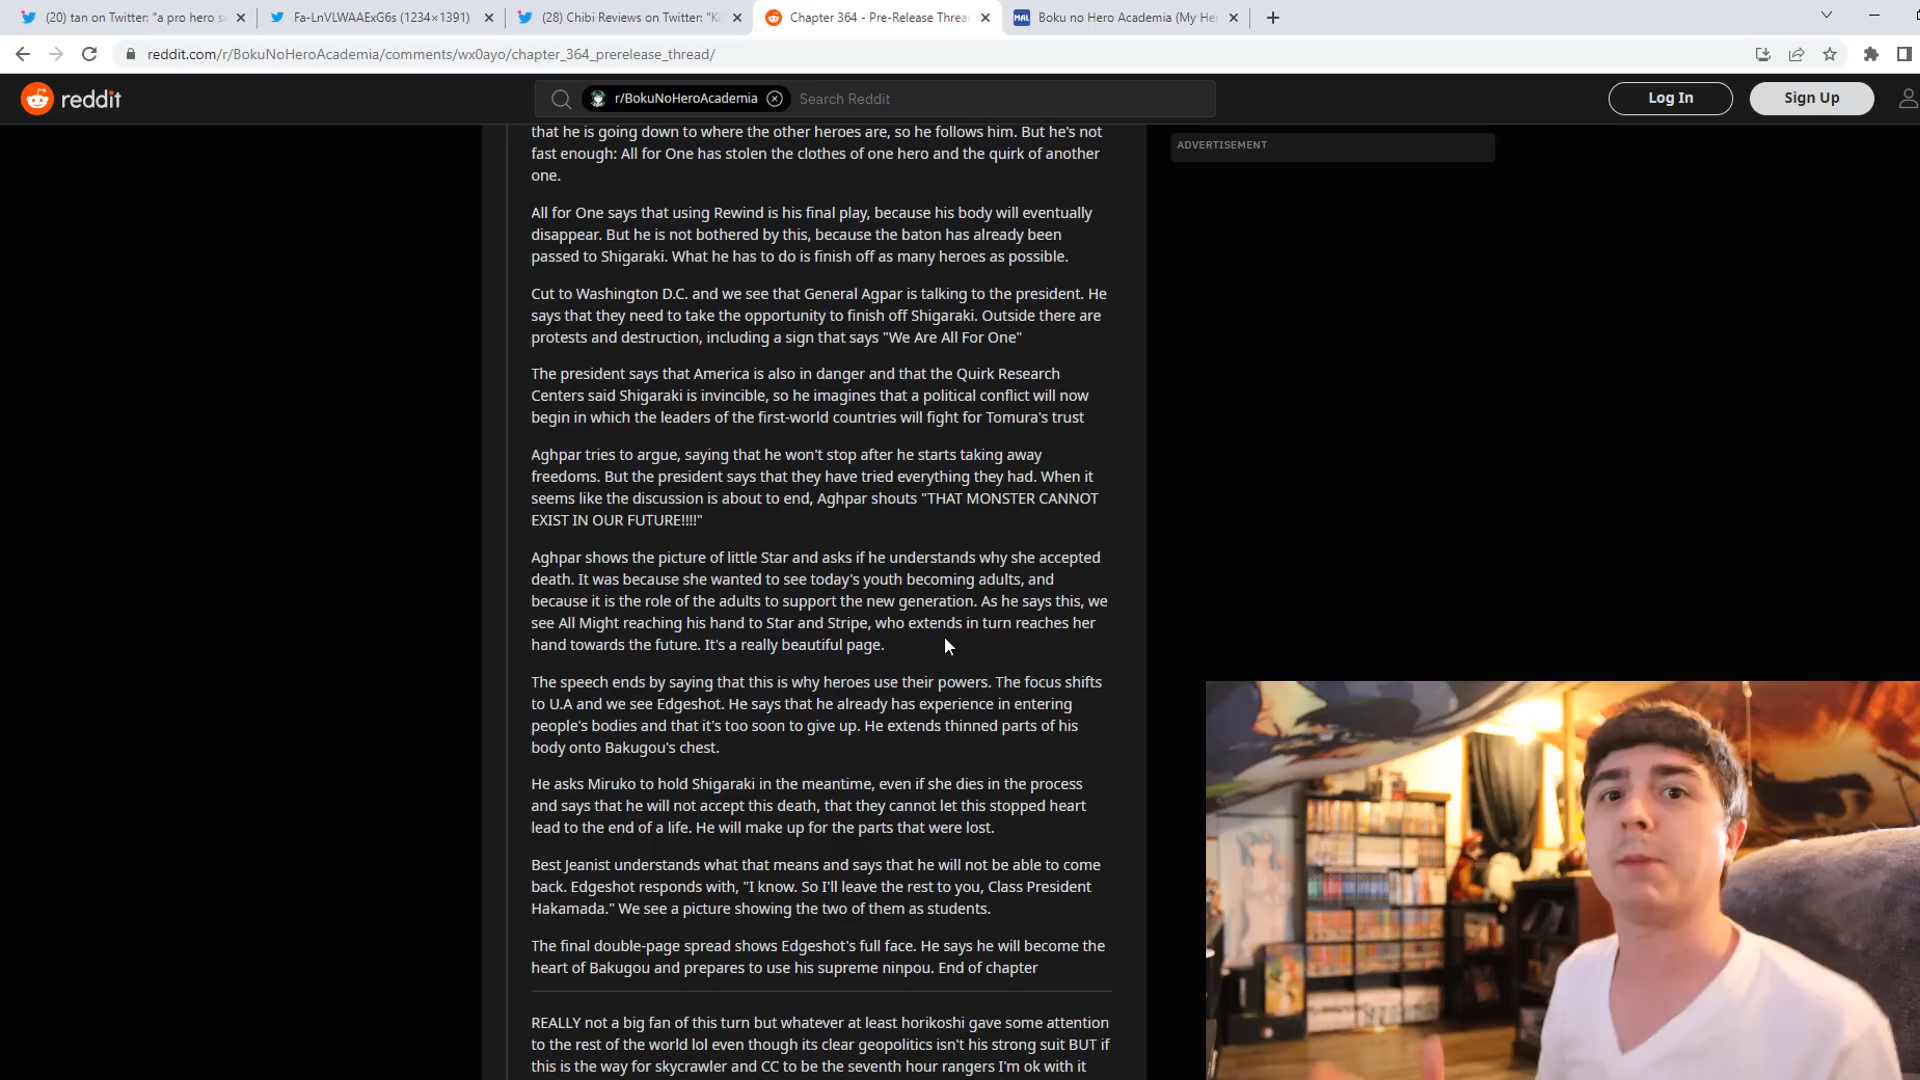 (20) tan on Twitter: "a pro hero s
Fa-LnVLWAAExG6s (1234×1391)
(28) Chibi Reviews on Twitter: "K
Chapter 364 - Pre-Release Threa
MAL
Boku no Hero Academia (My He
reddit.com/r/BokuNoHeroAcademia/comments/wx0ayo/chapter_364_prerelease_thread/
reddit
r/BokuNoHeroAcademia
Search Reddit
Log In
Sign Up
ADVERTISEMENT
that he is going down to where the other heroes are, so he follows him. But he's not
fast enough: All for One has stolen the clothes of one hero and the quirk of another
one.
All for One says that using Rewind is his final play, because his body will eventually
disappear. But he is not bothered by this, because the baton has already been
passed to Shigaraki. What he has to do is finish off as many heroes as possible.
Cut to Washington D.C. and we see that General Agpar is talking to the president. He
says that they need to take the opportunity to finish off Shigaraki. Outside there are
protests and destruction, including a sign that says "We Are All For One"
The president says that America is also in danger and that the Quirk Research
Centers said Shigaraki is invincible, so he imagines that a political conflict will now
begin in which the leaders of the first-world countries will fight for Tomura's trust
Aghpar tries to argue, saying that he won't stop after he starts taking away
freedoms. But the president says that they have tried everything they had. When it
seems like the discussion is about to end, Aghpar shouts "THAT MONSTER CANNOT
EXIST IN OUR FUTURE!!!!"
Aghpar shows the picture of little Star and asks if he understands why she accepted
death. It was because she wanted to see today's youth becoming adults, and
because it is the role of the adults to support the new generation. As he says this, we
see All Might reaching his hand to Star and Stripe, who extends in turn reaches her
hand towards the future. It's a really beautiful page.
The speech ends by saying that this is why heroes use their powers. The focus shifts
to U.A and we see Edgeshot. He says that he already has experience in entering
people's bodies and that it's too soon to give up. He extends thinned parts of his
body onto Bakugou's chest.
He asks Miruko to hold Shigaraki in the meantime, even if she dies in the process
and says that he will not accept this death, that they cannot let this stopped heart
lead to the end of a life. He will make up for the parts that were lost.
Best Jeanist understands what that means and says that he will not be able to come
back. Edgeshot responds with, "I know. So I'll leave the rest to you, Class President
Hakamada." We see a picture showing the two of them as students.
The final double-page spread shows Edgeshot's full face. He says he will become the
heart of Bakugou and prepares to use his supreme ninpou. End of chapter
REALLY not a big fan of this turn but whatever at least horikoshi gave some attention
to the rest of the world lol even though its clear geopolitics isn't his strong suit BUT if
this is the way for skycrawler and CC to be the seventh hour rangers I'm ok with it